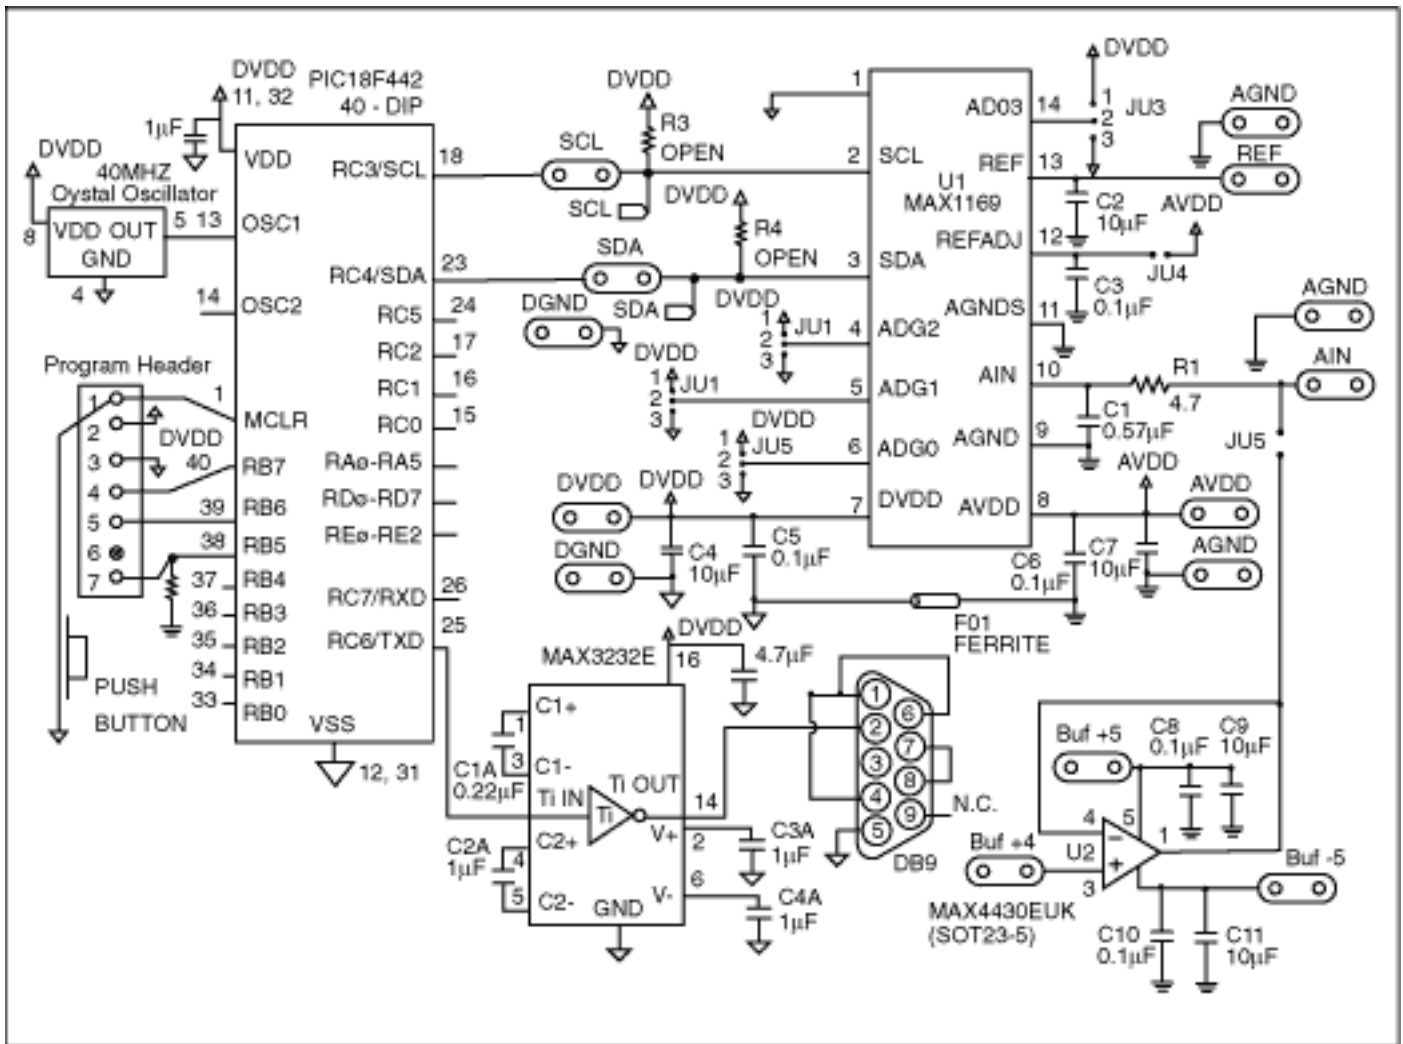 DVDD
11, 32
PIC18F442
40 - DIP
1µF
VDD
DVDD
40MHZ
Oystal Oscillator
VDD OUT
GND
8
5
13
4
OSC1
14
OSC2
Program Header
1
2
3
4
5
6
7
1
MCLR
DVDD
40
RB7
39
RB6
38
RB5
37
RB4
36
RB3
35
RB2
34
RB1
33
RB0
PUSH
BUTTON
VSS
12, 31
RC3/SCL
18
RC4/SDA
23
RC5
24
RC2
17
RC1
16
RC0
15
RAø-RA5
RDø-RD7
REø-RE2
RC7/RXD
26
RC6/TXD
25
SCL
DVDD
R3
OPEN
SCL
DVDD
R4
OPEN
SDA
SDA
DGND
DVDD
1
2
3
JU1
DVDD
1
2
3
JU1
DVDD
1
2
3
JU5
DVDD
DVDD
DGND
C4
10µF
C5
0.1µF
1
2
SCL
3
SDA
4
ADG2
5
ADG1
6
ADG0
7
DVDD
U1
MAX1169
AD03
14
REF
13
REFADJ
12
AGNDS
11
AIN
10
AGND
9
AVDD
8
DVDD
1
2
3
JU3
AGND
REF
C2
10µF
AVDD
JU4
C3
0.1µF
AGND
R1
4.7
AIN
C1
0.57µF
JU5
AVDD
AVDD
AGND
C6
0.1µF
C7
10µF
F01
FERRITE
MAX3232E
DVDD
16
4.7µF
C1+
1
3
C1-
C1A
0.22µF
Ti IN
Ti
Ti OUT
14
C2A
1µF
C2+
4
5
C2-
GND
V+
2
C3A
1µF
V-
6
C4A
1µF
1
2
3
4
5
6
7
8
9
N.C.
DB9
Buf +5
C8
0.1µF
C9
10µF
4
5
1
3
U2
Buf +4
MAX4430EUK
(SOT23-5)
Buf -5
C10
0.1µF
C11
10µF